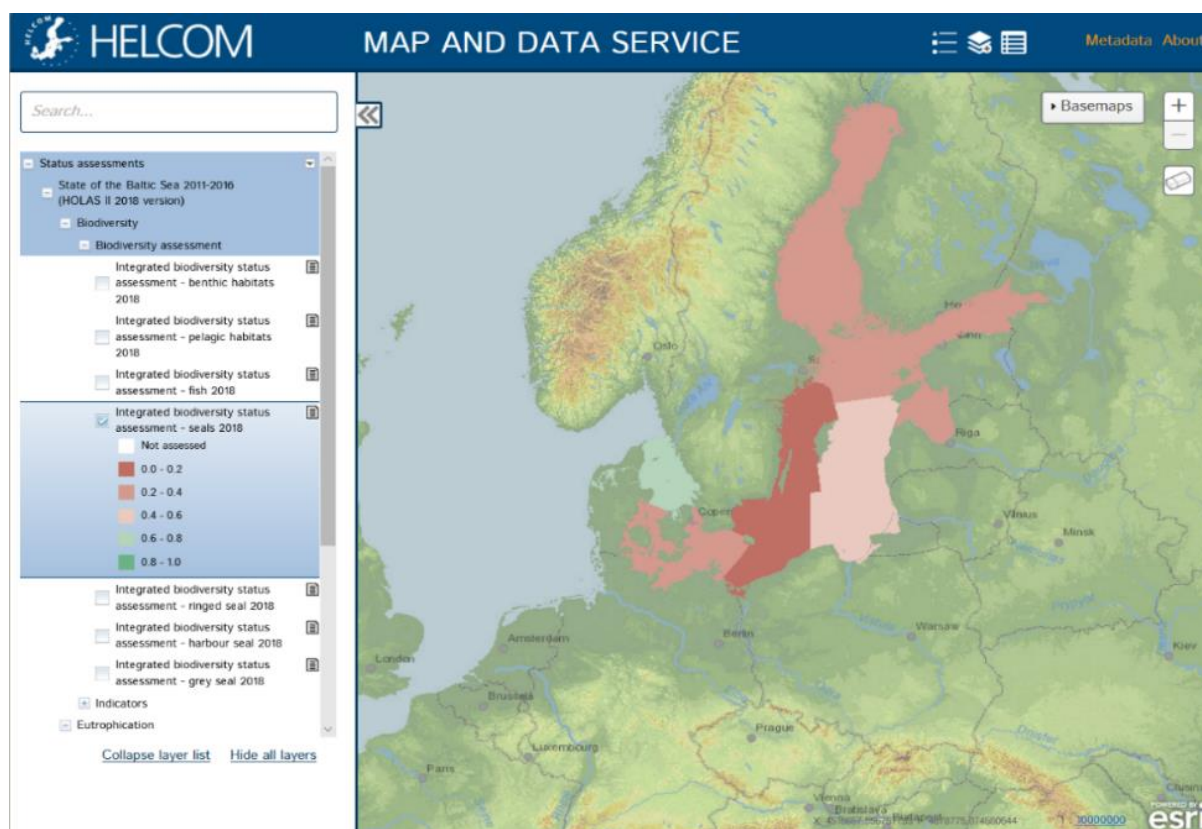 HELCOM
MAP AND DATA SERVICE
Metadata About
Search...
Basemaps
Status assessments
State of the Baltic Sea 2011-2016
(HOLAS II 2018 version)
Biodiversity
Biodiversity assessment
Integrated biodiversity status
assessment - benthic habitats
2018
Integrated biodiversity status
assessment - pelagic habitats
2018
Integrated biodiversity status
assessment - fish 2018
Integrated biodiversity status
assessment - seals 2018
Not assessed
0.0 - 0.2
0.2 - 0.4
0.4 - 0.6
0.6 - 0.8
0.8 - 1.0
Integrated biodiversity status
assessment - ringed seal 2018
Integrated biodiversity status
assessment - harbour seal 2018
Integrated biodiversity status
assessment - grey seal 2018
Indicators
Eutrophication
Collapse layer list Hide all layers
Oslo
Riga
Copen
Vilnius
Minsk
Amsterdam
Berlin
Warsaw
London
Kiev
Brussels
Prague
Luxembourg
Paris
Vienna
Bratislava
Budapest
POWERED BY
esri